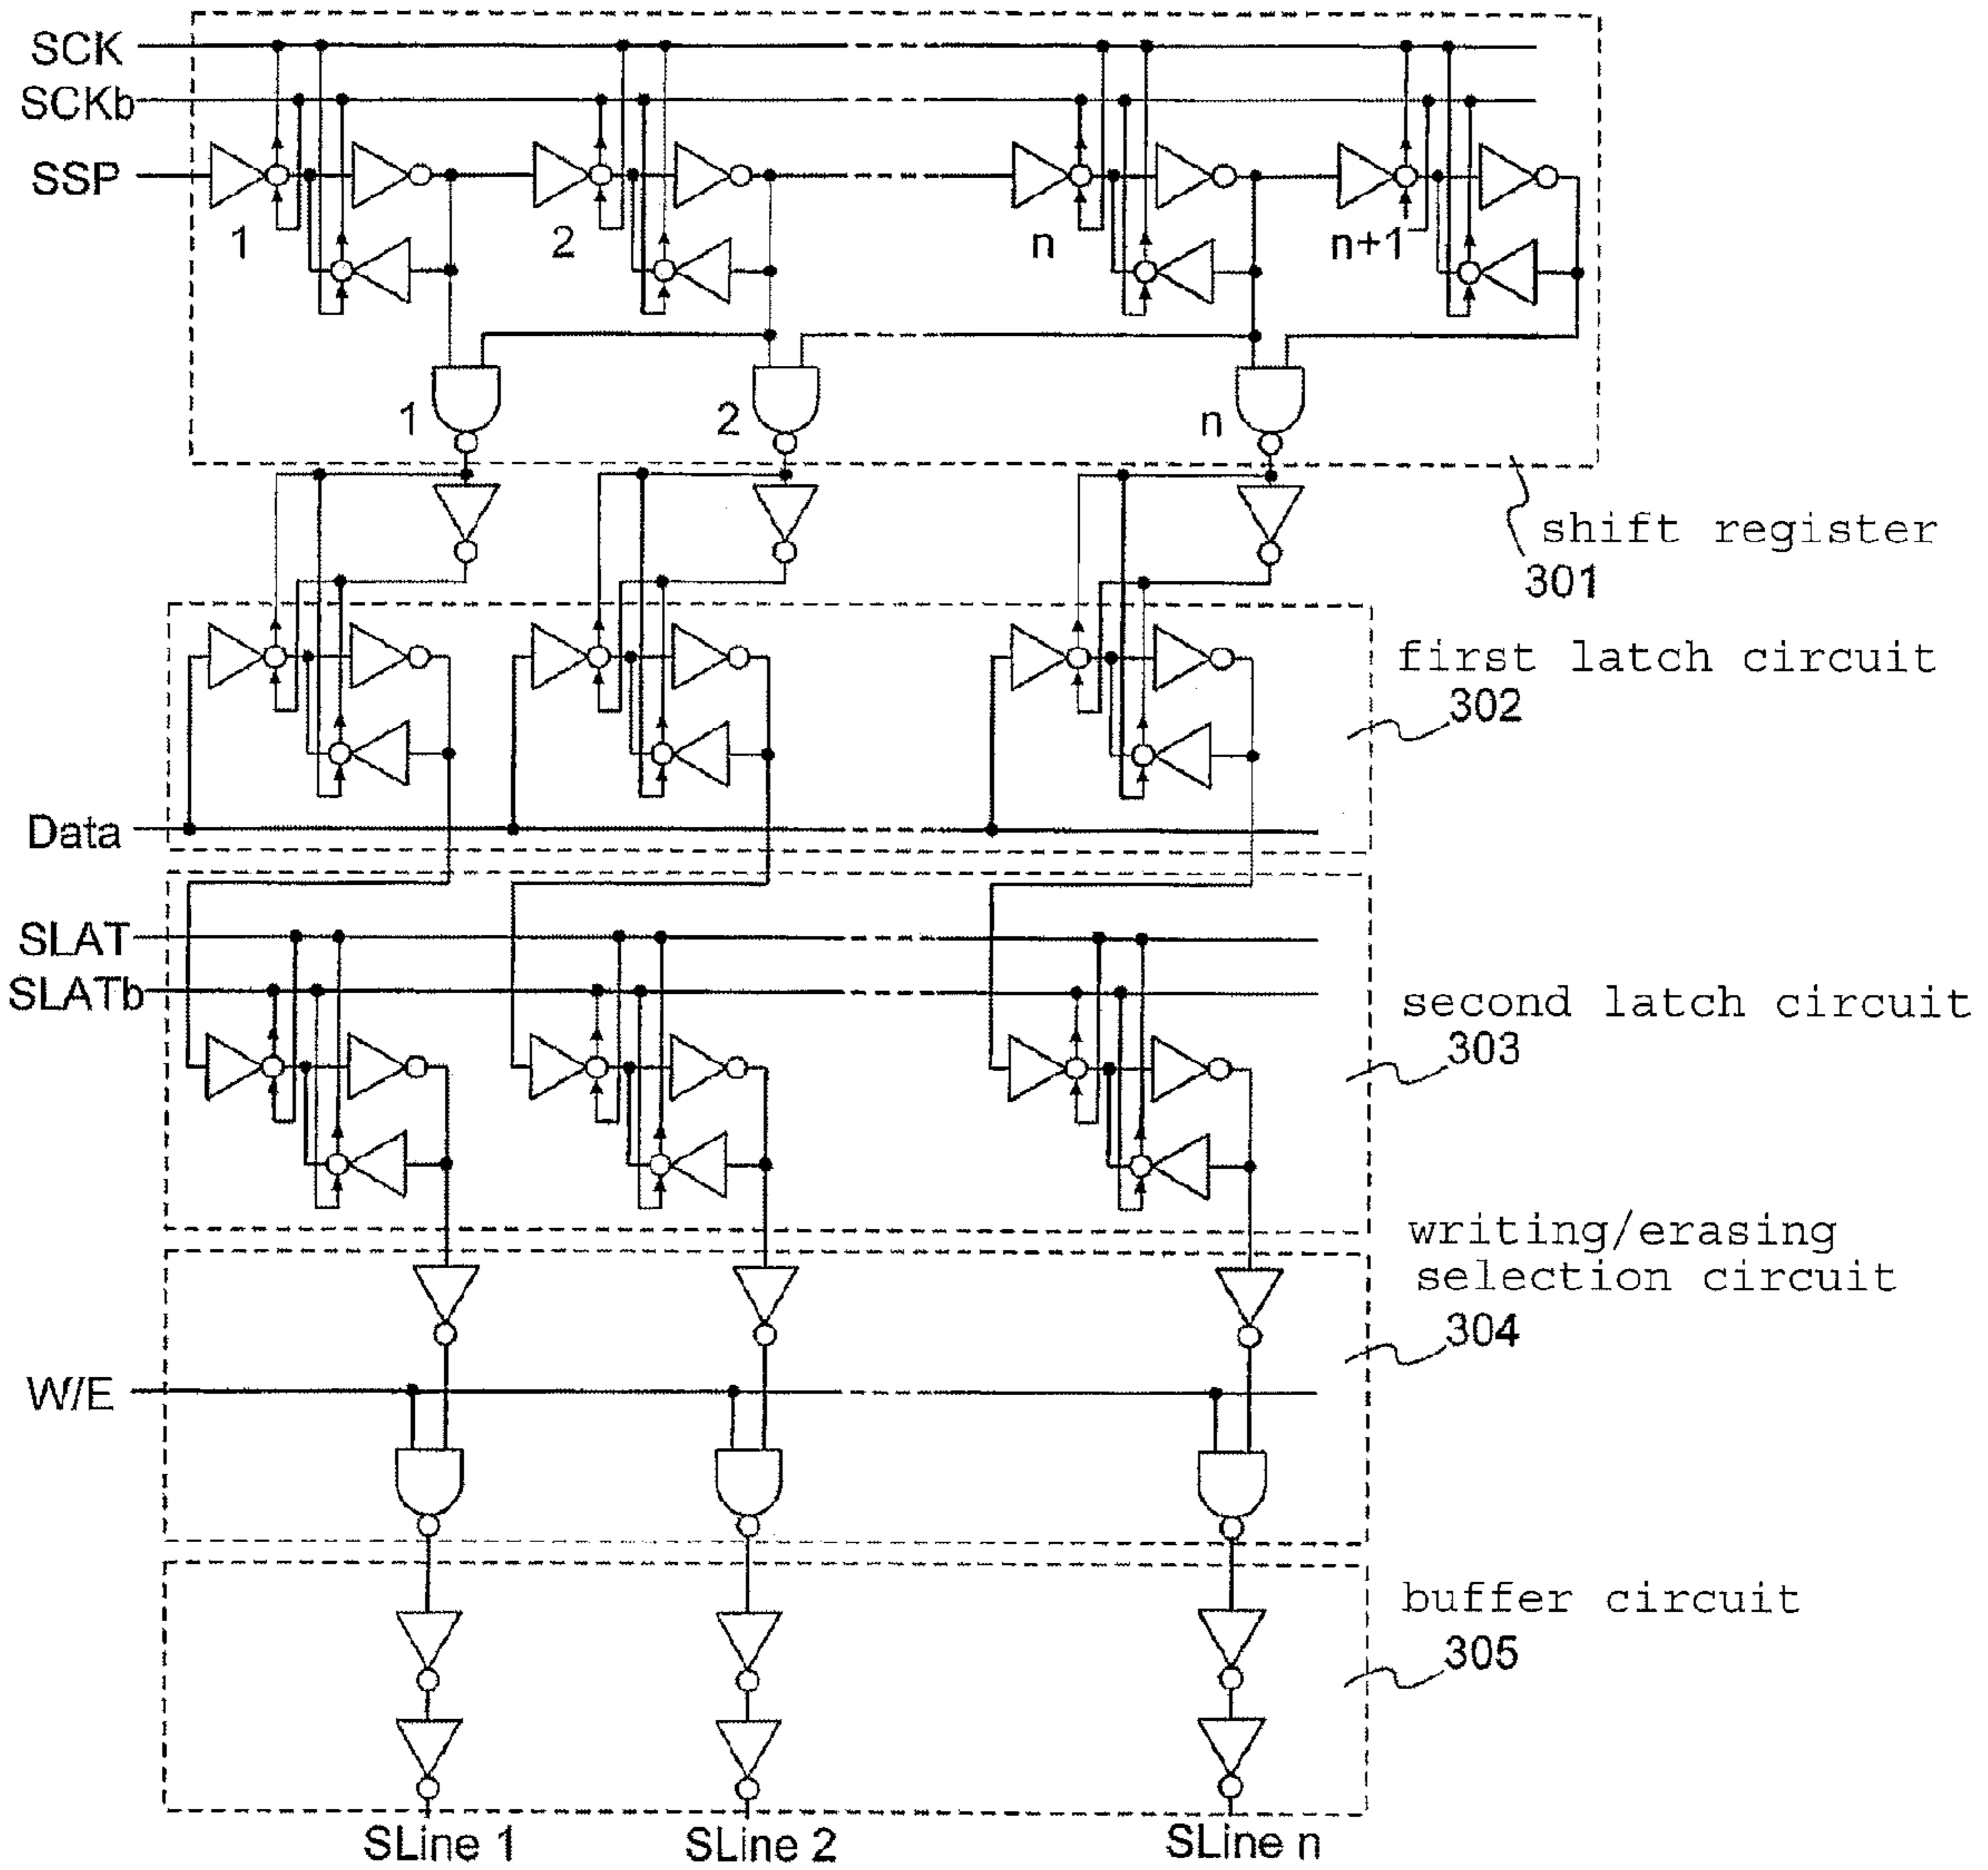 SCK
SCKb
SSP
1
2
n
n+1
1
2
n
shift register
301
first latch circuit
302
Data
SLAT
SLATb
second latch circuit
303
writing/erasing
selection circuit
304
W/E
buffer circuit
305
SLine 1
SLine 2
SLine n